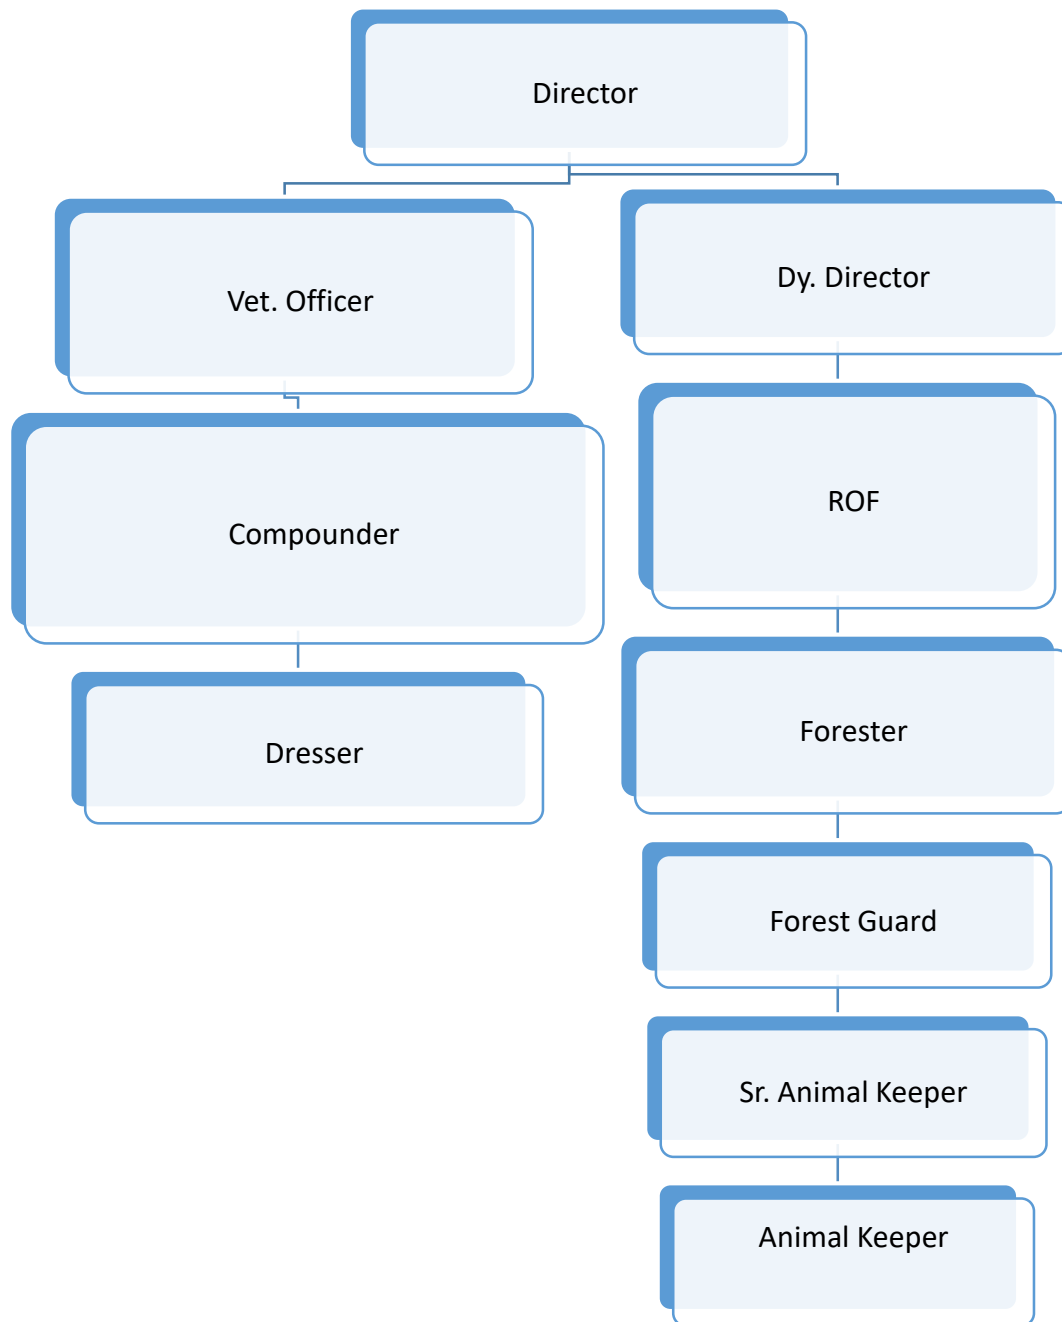 Director
Vet. Officer
Dy. Director
Compounder
ROF
Dresser
Forester
Forest Guard
Sr. Animal Keeper
Animal Keeper